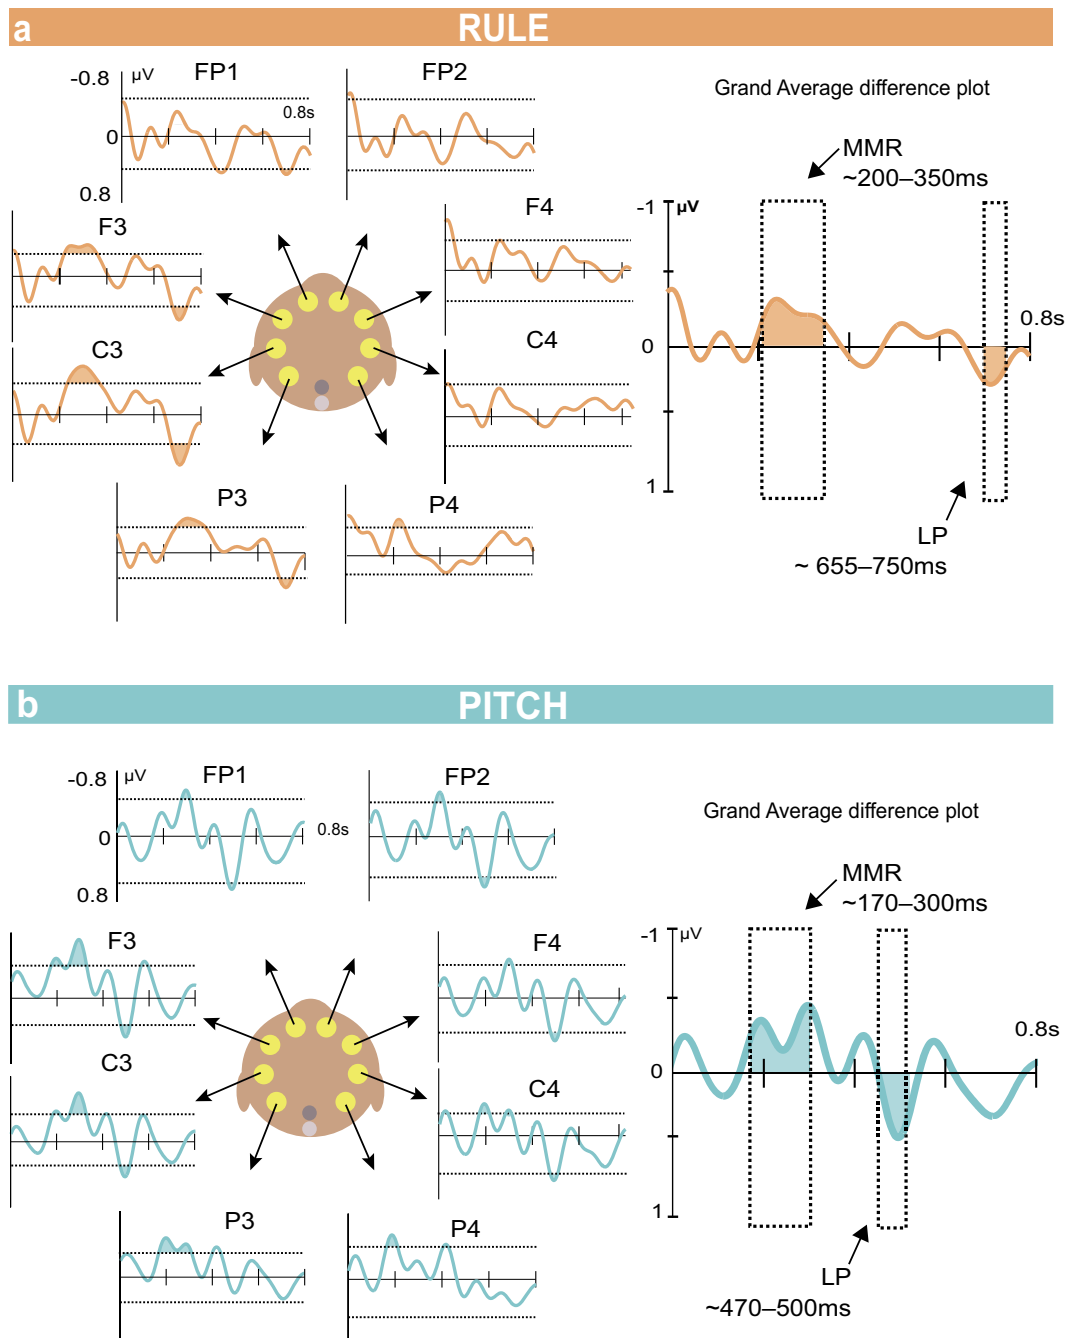 a
RULE
-0.8
µV
FP1
FP2
0.8s
0
0.8
Grand Average difference plot
MMR
~200–350ms
F3
F4
-1
µV
C3
C4
0
0.8s
P3
P4
1
LP
~ 655–750ms
b
PITCH
-0.8
µV
FP1
FP2
0
0.8s
0.8
Grand Average difference plot
MMR
~170–300ms
F3
F4
-1
µV
C3
C4
0
0.8s
P3
P4
1
LP
~470–500ms